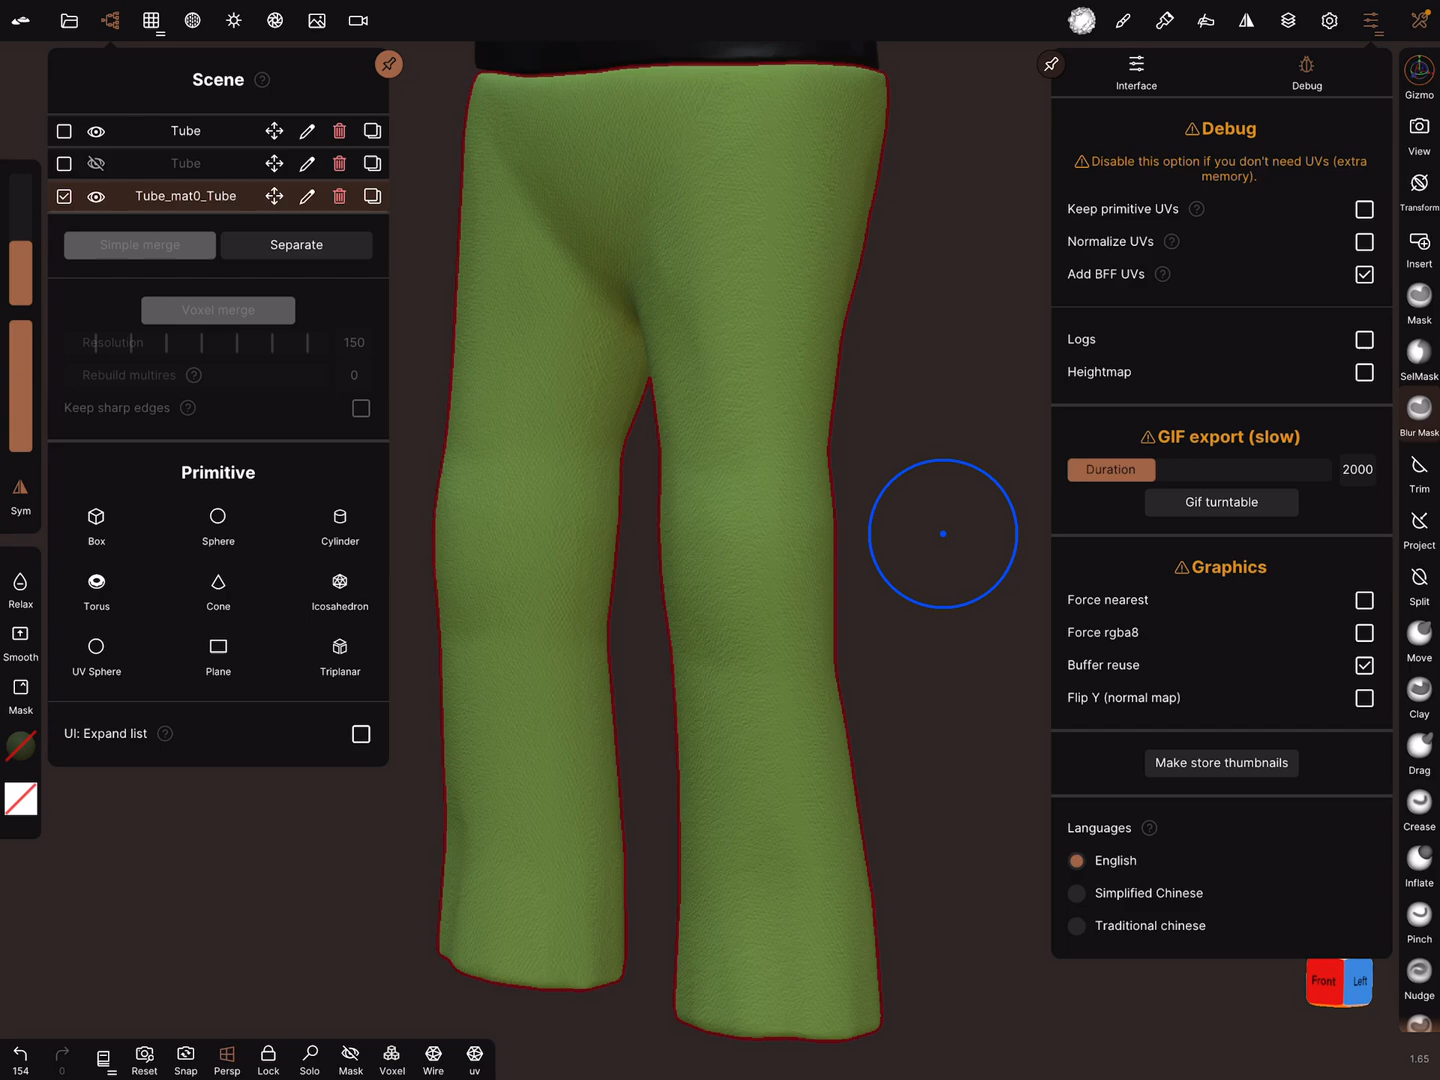 Scene
Tube
Tube
Tube_mat0_Tube
Simple merge
Separate
Voxel merge
Resolution
150
Rebuild multires
0
Keep sharp edges
Primitive
Box
Sphere
Cylinder
Torus
Cone
Icosahedron
UV Sphere
Plane
Triplanar
UI: Expand list
Sym
Relax
Smooth
Mask
Interface
Debug
Debug
Disable this option if you don't need UVs (extra
memory).
Keep primitive UVs
Normalize UVs
Add BFF UVs
Logs
Heightmap
GIF export (slow)
Duration
2000
Gif turntable
Graphics
Force nearest
Force rgba8
Buffer reuse
Flip Y (normal map)
Make store thumbnails
Languages
English
Simplified Chinese
Traditional chinese
Front
Left
Gizmo
View
Transform
Insert
Mask
SelMask
Blur Mask
Trim
Project
Split
Move
Clay
Drag
Crease
Inflate
Pinch
Nudge
154
0
Reset
Snap
Persp
Lock
Solo
Mask
Voxel
Wire
uv
1.65